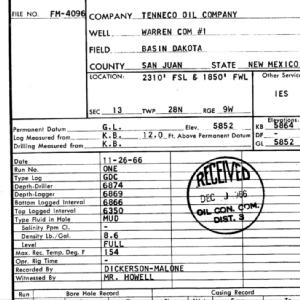 FILE NO. FM-4096
COMPANY TENNECO OIL COMPANY
WELL WARREN COM #1
FIELD BASIN DAKOTA
COUNTY SAN JUAN STATE NEW MEXICO
LOCATION: 2310' FSL & 1850' FWL
Other Service
IES
SEC 13 TWP 28N RGE 9W
Elevations:
Permanent Datum G.L. Elev. 5852 KB 5864
Log Measured from K.B. 12.0 Ft. Above Permanent Datum DF -
Drilling Measured from K.B. GL 5852
Date 11-26-66
Run No. ONE
Type Log GDC
Depth-Driller 6874
Depth-Logger 6869
Bottom Logged Interval 6866
Top Logged Interval 6350
Type Fluid in Hole MUD
Salinity Ppm Cl. -
Density Lb./Gal. 8.6
Level FULL
Max. Rec. Temp. Deg. F 154
Opr. Rig Time -
Recorded By DICKERSON-MALONE
Witnessed By MR. HOWELL
RECEIVED
DEC
OIL CON. COM.
DIST. 3
Run Bore Hole Record Casing Record